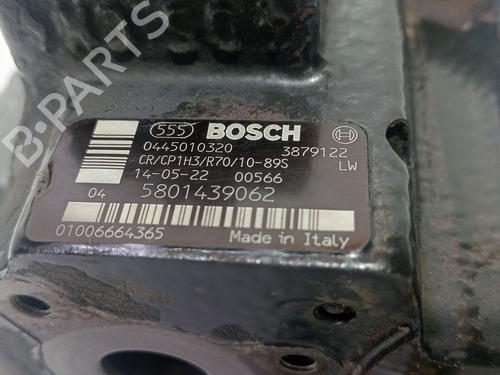 B-PARTS
555 BOSCH
0445010320 3879122
CR/CP1H3/R70/10-89S LW
14-05-22 00566
04 5801439062
01006664365 Made in Italy